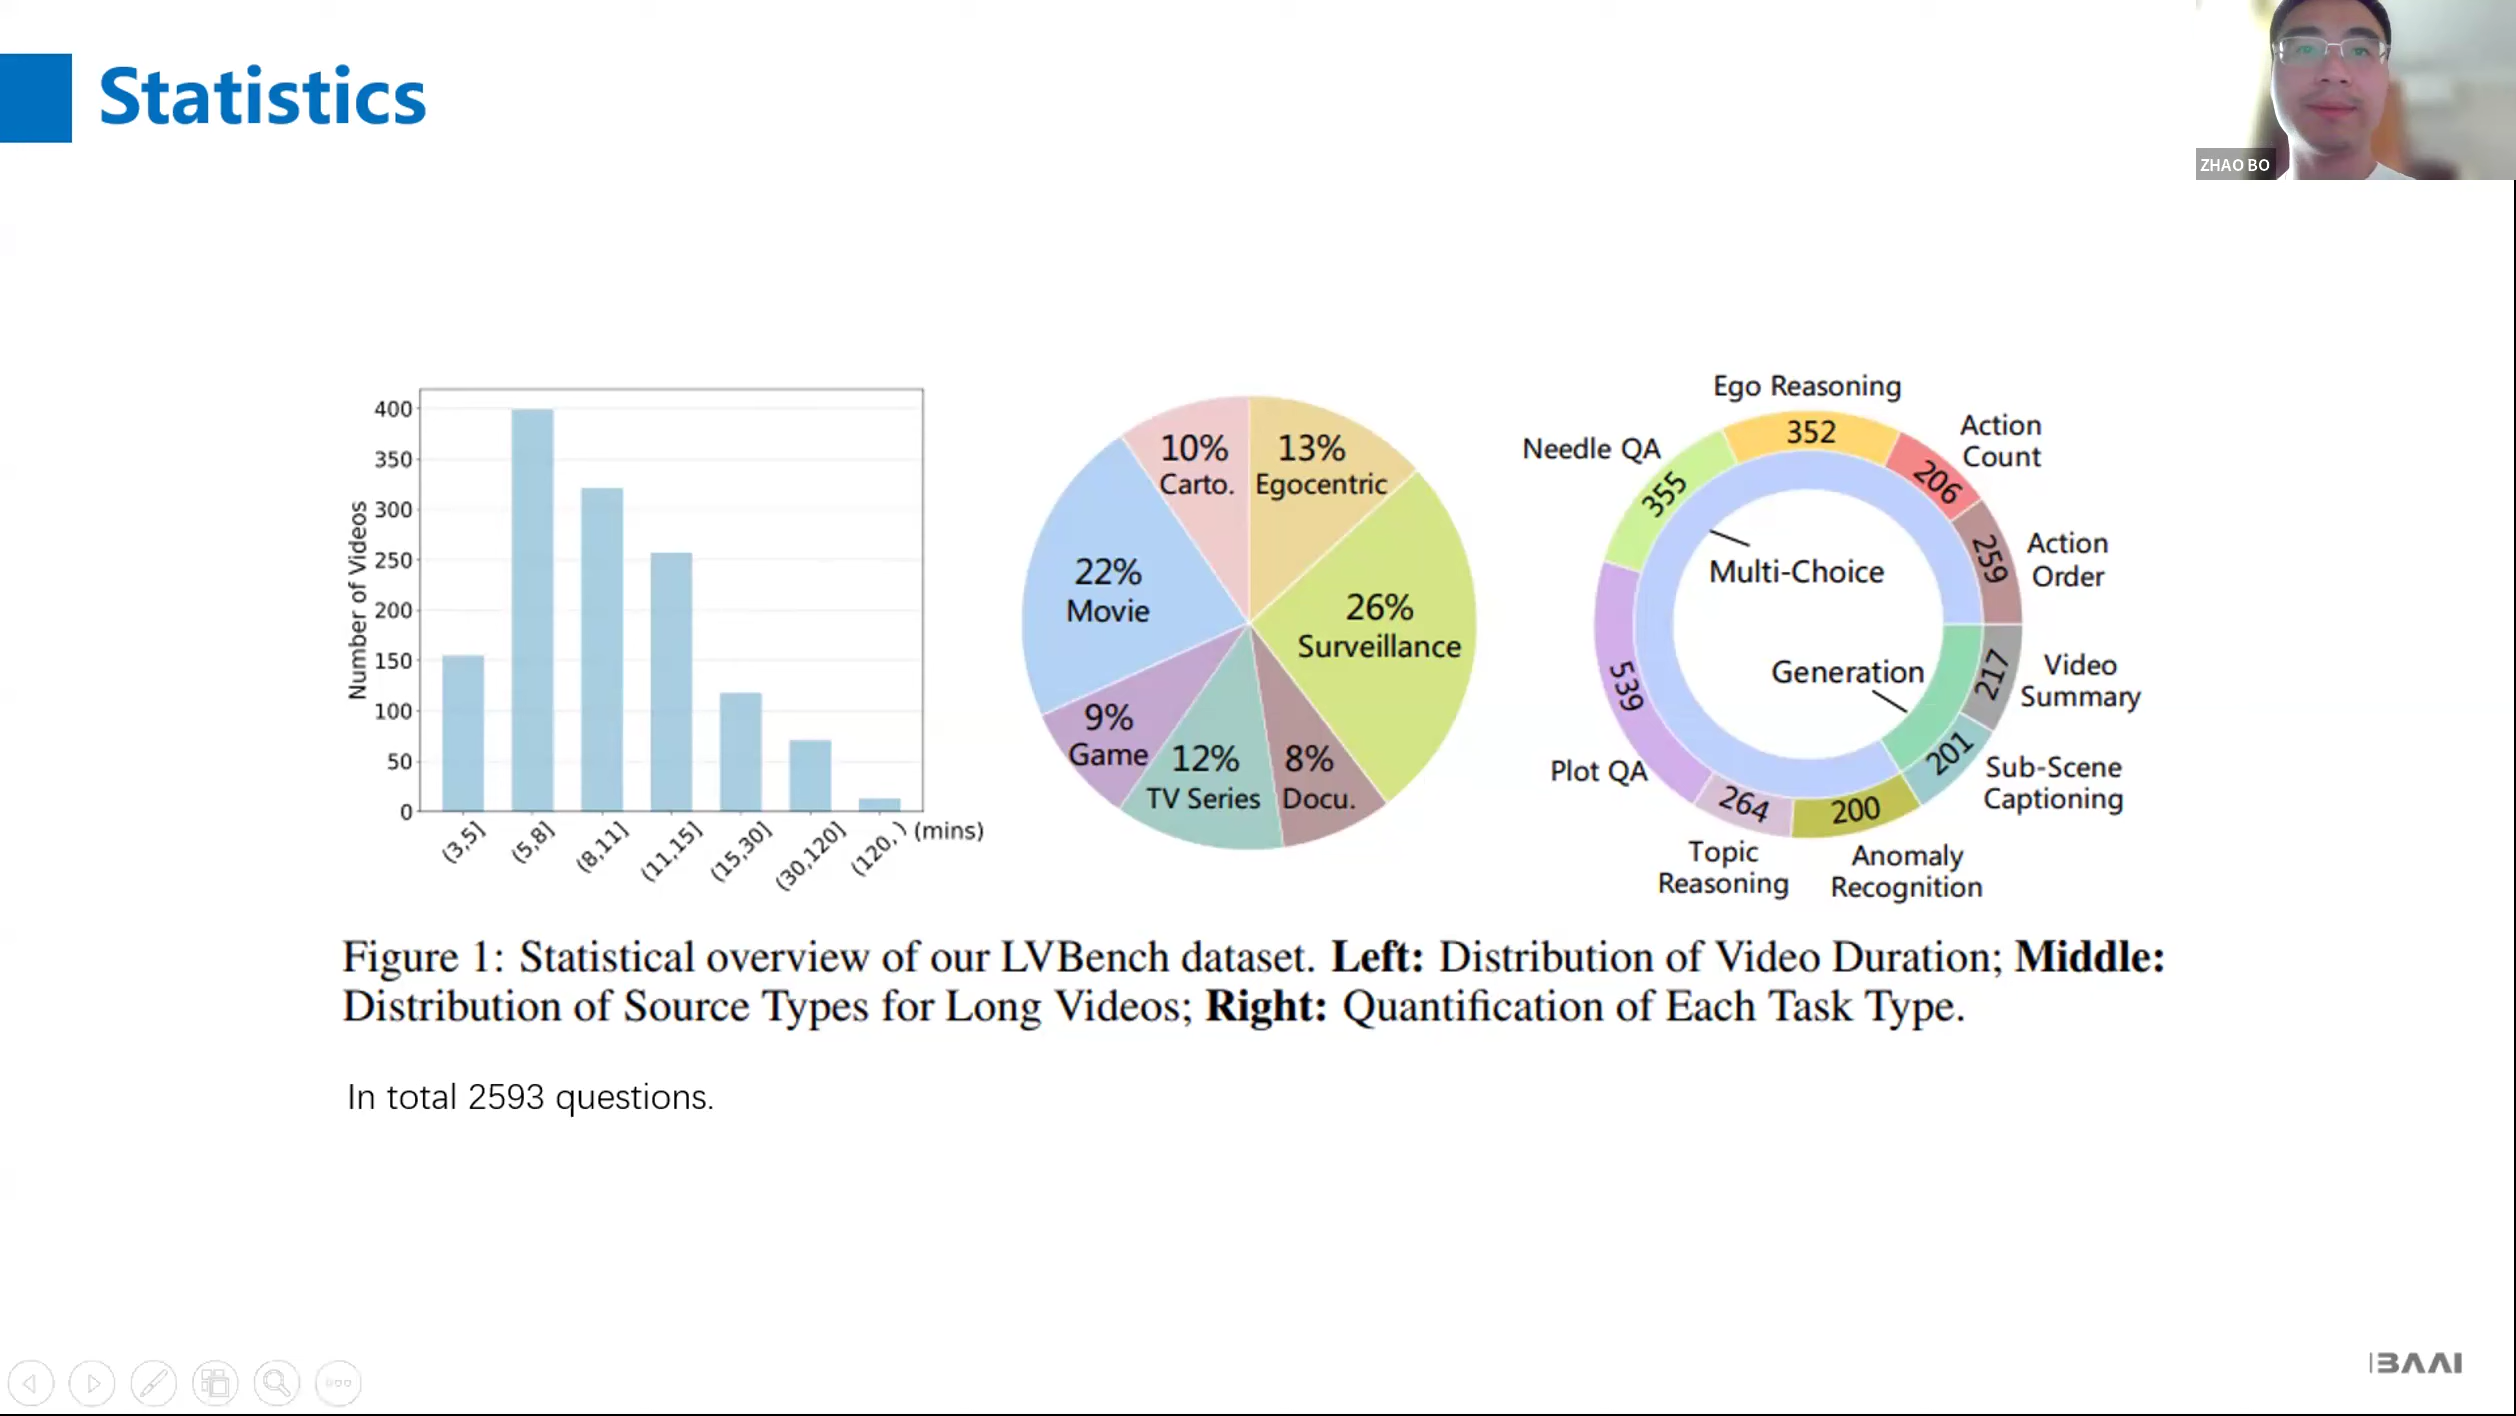 Statistics
ZHAO BO
Number of Videos
400
350
300
250
200
150
100
50
0
(3,5]
(5,8]
(8,11]
(11,15]
(15,30]
(30,120]
(120, )
(mins)
10%
Carto.
13%
Egocentric
22%
Movie
26%
Surveillance
9%
Game
12%
TV Series
8%
Docu.
Ego Reasoning
352
Action
Count
206
Needle QA
355
Action
Order
259
Multi-Choice
Generation
217
Video
Summary
539
Plot QA
201
Sub-Scene
Captioning
264
200
Topic
Reasoning
Anomaly
Recognition
Figure 1: Statistical overview of our LVBench dataset. Left: Distribution of Video Duration; Middle:
Distribution of Source Types for Long Videos; Right: Quantification of Each Task Type.
In total 2593 questions.
BAAI